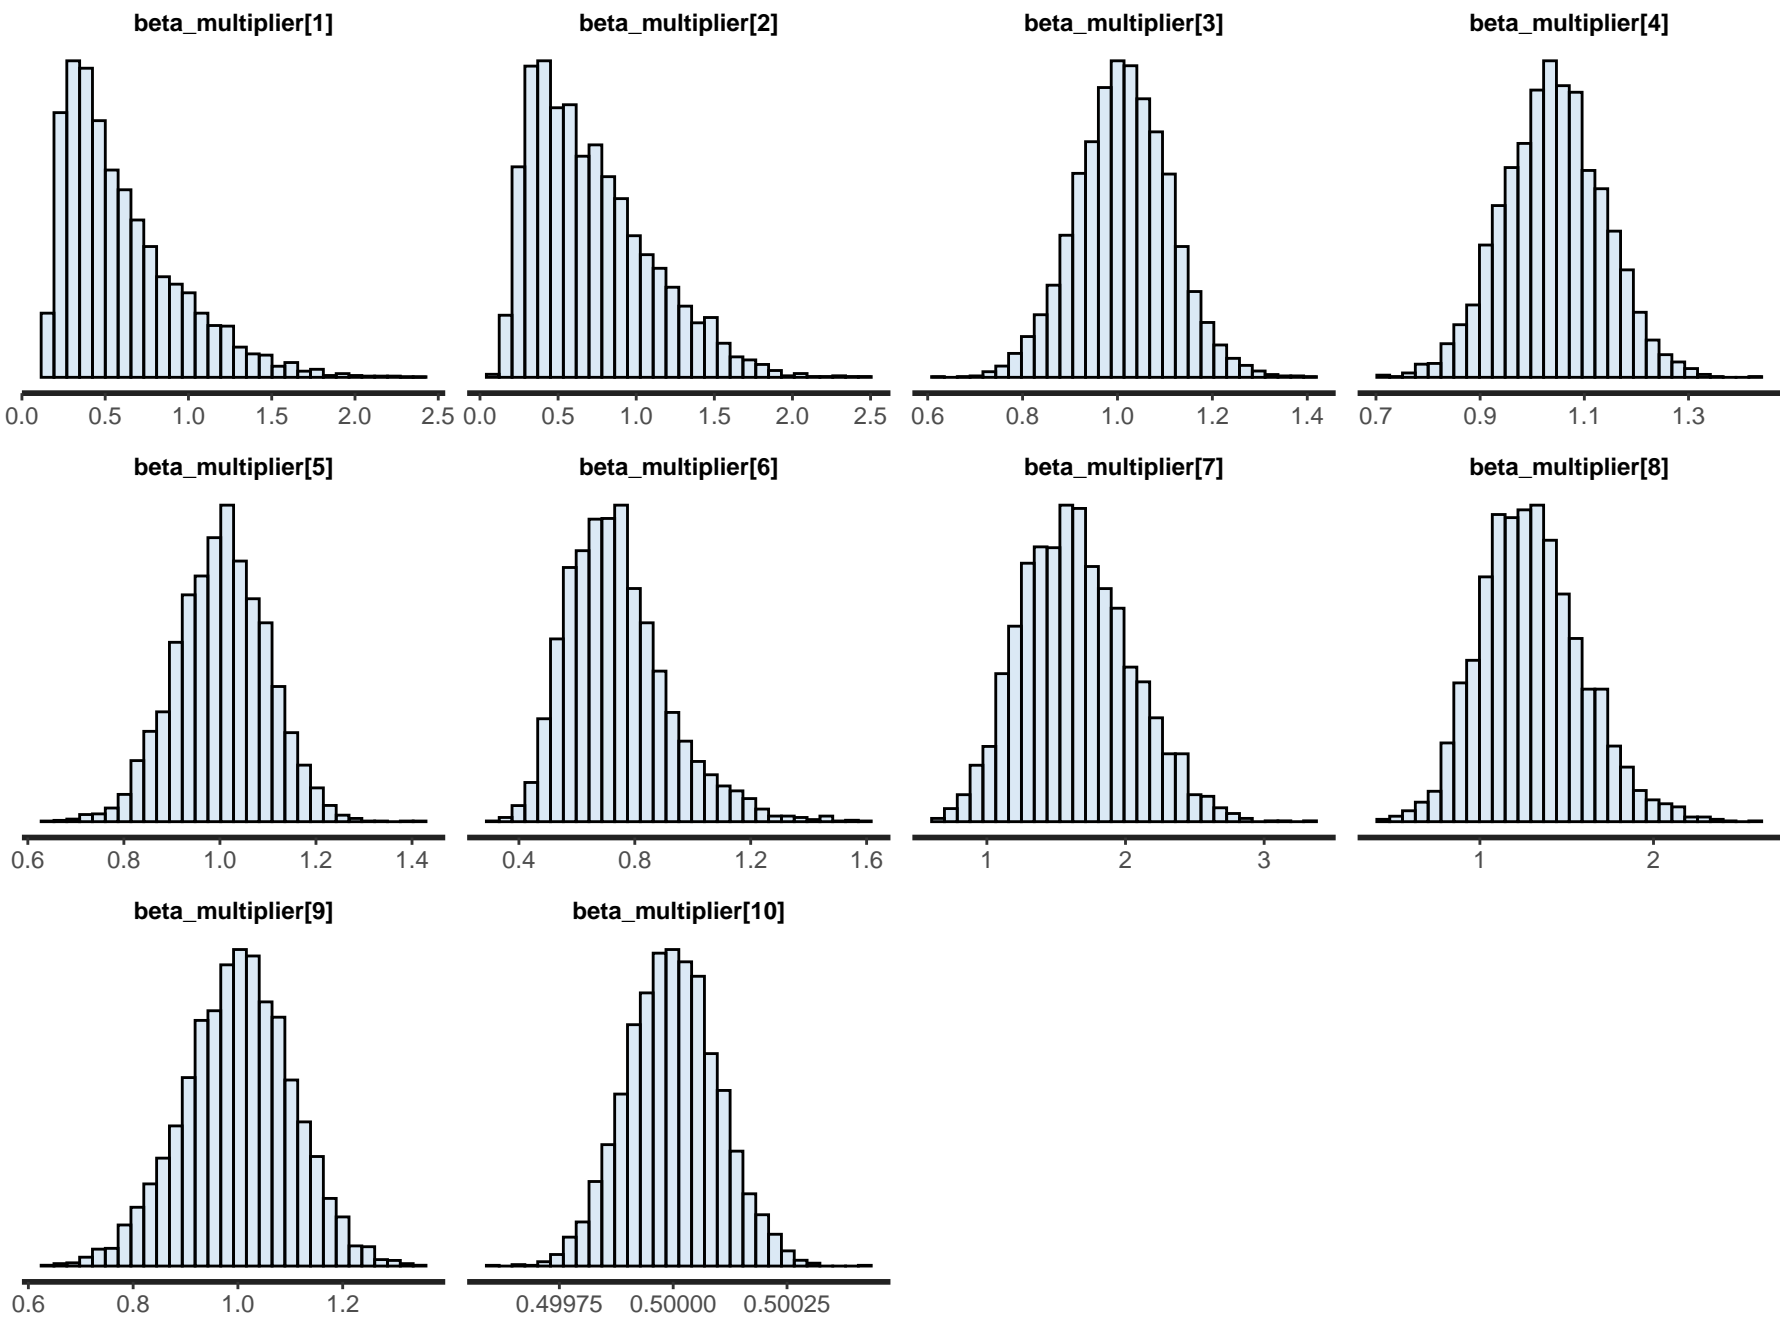 beta_multiplier[1] beta_multiplier[2] beta_multiplier[3] beta_multiplier[4]
0.0 0.5 1.0 1.5 2.0 2.5 0.0 0.5 1.0 1.5 2.0 2.5 0.6 0.8 1.0 1.2 1.4 0.7 0.9 1.1 1.3
beta_multiplier[5] beta_multiplier[6] beta_multiplier[7] beta_multiplier[8]
0.6 0.8 1.0 1.2 1.4 0.4 0.8 1.2 1.6 1 2 3 1 2
beta_multiplier[9] beta_multiplier[10]
0.6 0.8 1.0 1.2 0.49975 0.50000 0.50025